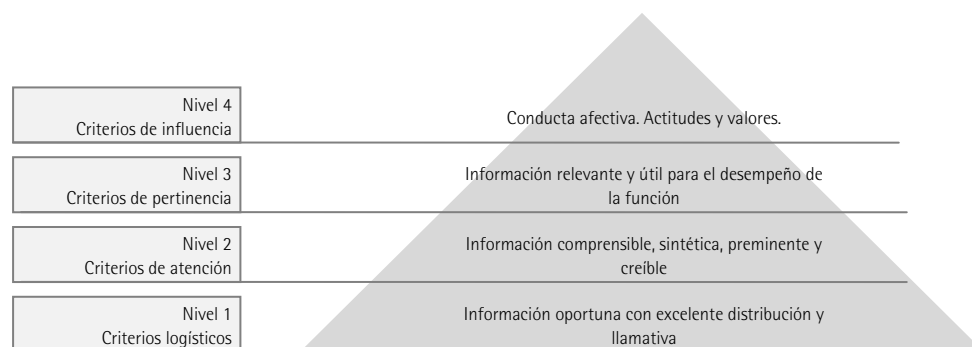 Nivel 4
Criterios de influencia
Conducta afectiva. Actitudes y valores.
Nivel 3
Criterios de pertinencia
Información relevante y útil para el desempeño de
la función
Nivel 2
Criterios de atención
Información comprensible, sintética, preminente y
creíble
Nivel 1
Criterios logísticos
Información oportuna con excelente distribución y
llamativa